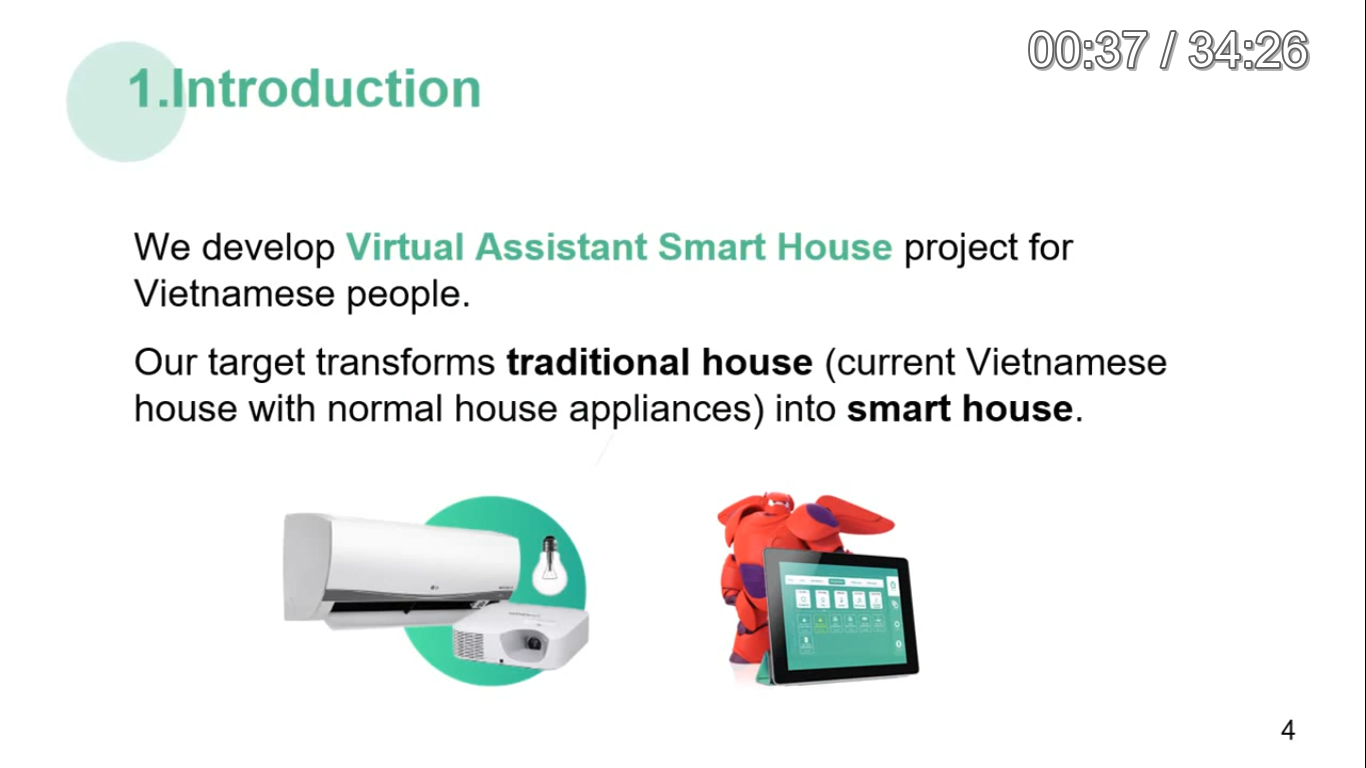 00:37 / 34:26
1.Introduction
We develop Virtual Assistant Smart House project for
Vietnamese people.
Our target transforms traditional house (current Vietnamese
house with normal house appliances) into smart house.
LG
4